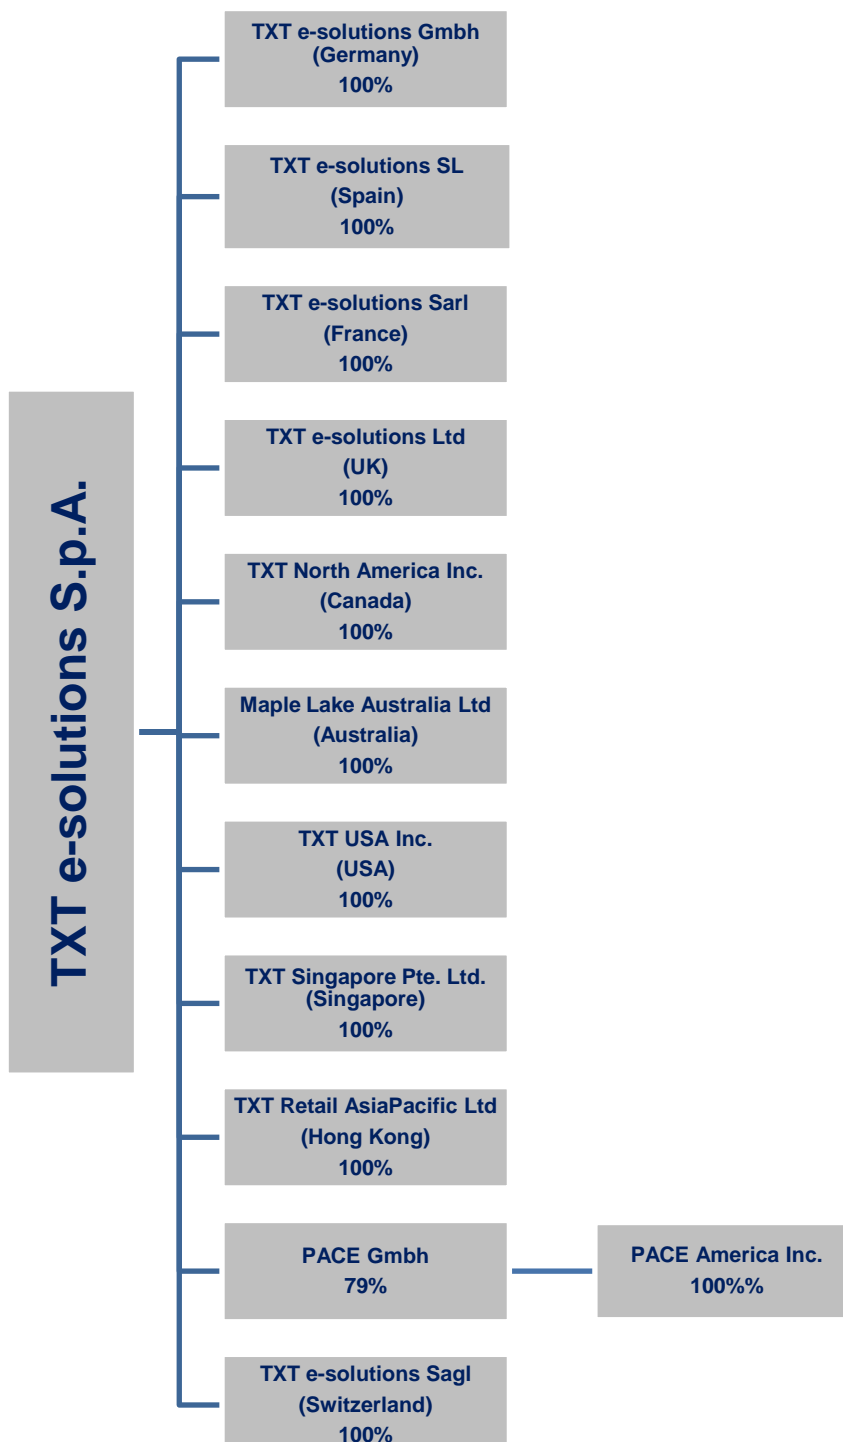 TXT e-solutions S.p.A.
TXT e-solutions Gmbh
(Germany)
100%
TXT e-solutions SL
(Spain)
100%
TXT e-solutions Sarl
(France)
100%
TXT e-solutions Ltd
(UK)
100%
TXT North America Inc.
(Canada)
100%
Maple Lake Australia Ltd
(Australia)
100%
TXT USA Inc.
(USA)
100%
TXT Singapore Pte. Ltd.
(Singapore)
100%
TXT Retail AsiaPacific Ltd
(Hong Kong)
100%
PACE Gmbh
79%
PACE America Inc.
100%%
TXT e-solutions Sagl
(Switzerland)
100%